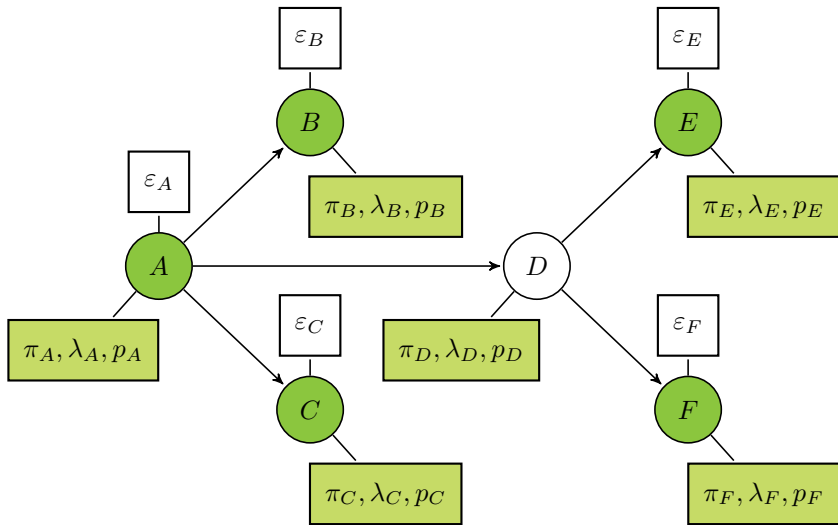 ε_B
ε_E
B
E
ε_A
π_B, λ_B, p_B
π_E, λ_E, p_E
A
D
ε_C
ε_F
π_A, λ_A, p_A
π_D, λ_D, p_D
C
F
π_C, λ_C, p_C
π_F, λ_F, p_F